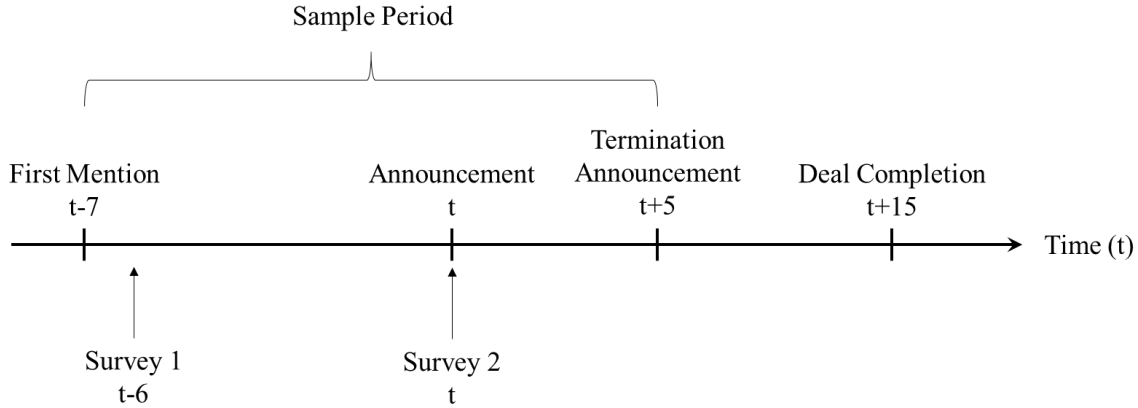 Sample Period
Termination
First Mention
Announcement
Announcement
Deal Completion
t-7
t
t+5
t+15
Time (t)
Survey 1
Survey 2
t-6
t